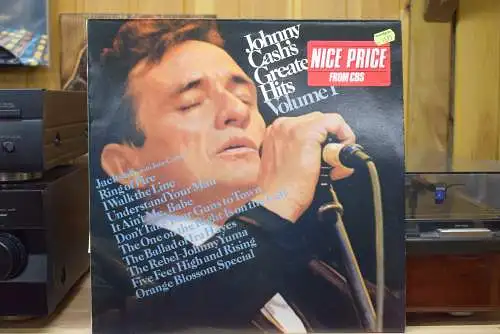 Johnny
Cash's
Greate
Hits
Volume 1
NICE PRICE
FROM CBS
Jackson
Ring of Fire
I Walk the Line
Understand Your Man
It Ain't Me, Babe
Don't Take Your Guns to Town
The One on the Right Is on the Left
The Ballad of Ira Hayes
The Rebel-Johnny Yuma
Five Feet High and Rising
Orange Blossom Special